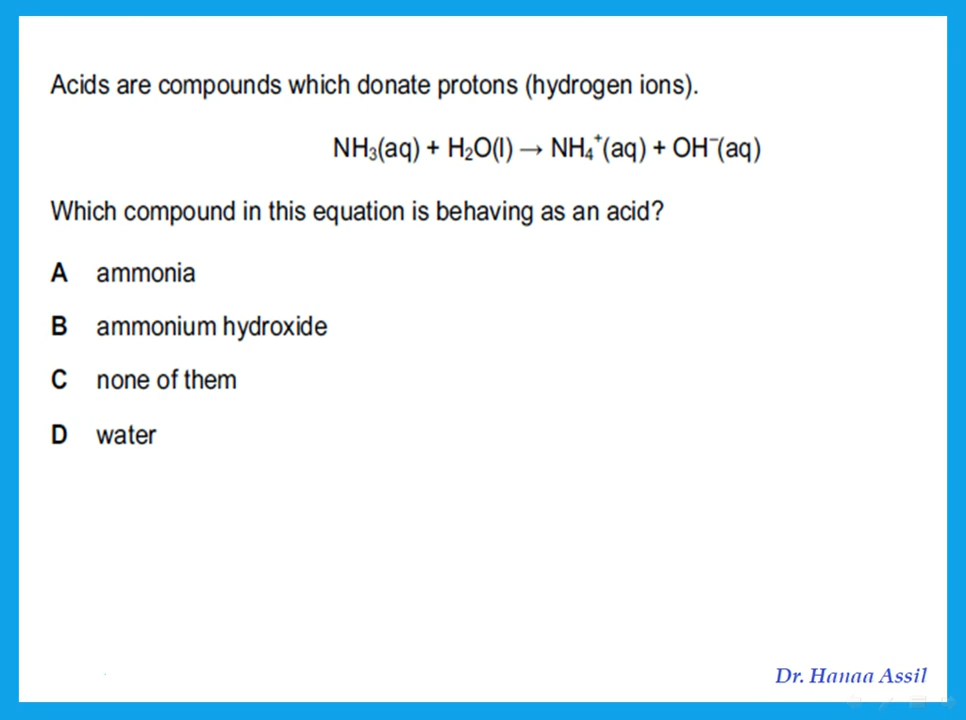 Acids are compounds which donate protons (hydrogen ions).
NH₃(aq) + H₂O(l) → NH₄⁺(aq) + OH⁻(aq)
Which compound in this equation is behaving as an acid?
A ammonia
B ammonium hydroxide
C none of them
D water
Dr. Hanaa Assil